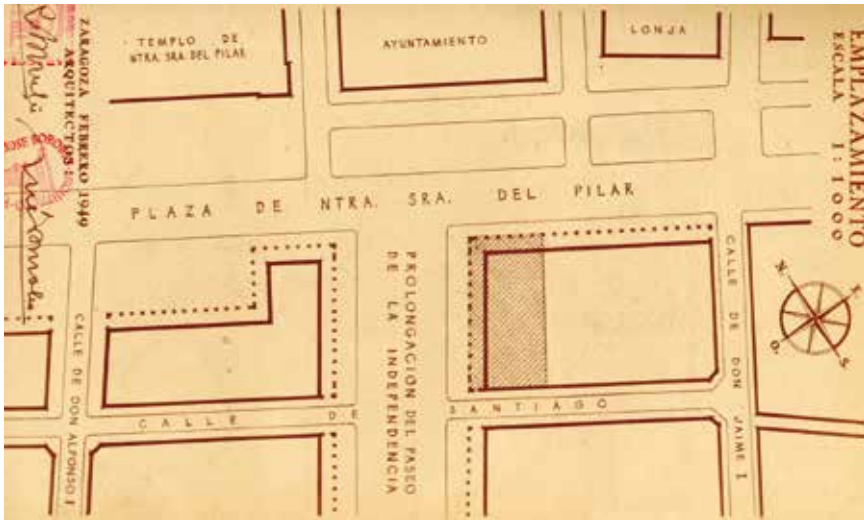 TEMPLO DE
NTRA. SRA. DEL PILAR
AYUNTAMIENTO
LONJA
EMPLAZAMIENTO
ESCALA 1:1000
ZARAGOZA FEBRERO 1949
ARQUITECTOS:
PLAZA DE NTRA. SRA. DEL PILAR
PROLONGACION DEL PASEO
DE LA INDEPENDENCIA
CALLE DE DON JAIME I
CALLE DE DON ALFONSO I
CALLE DE SANTIAGO
N.
E.
S.
O.